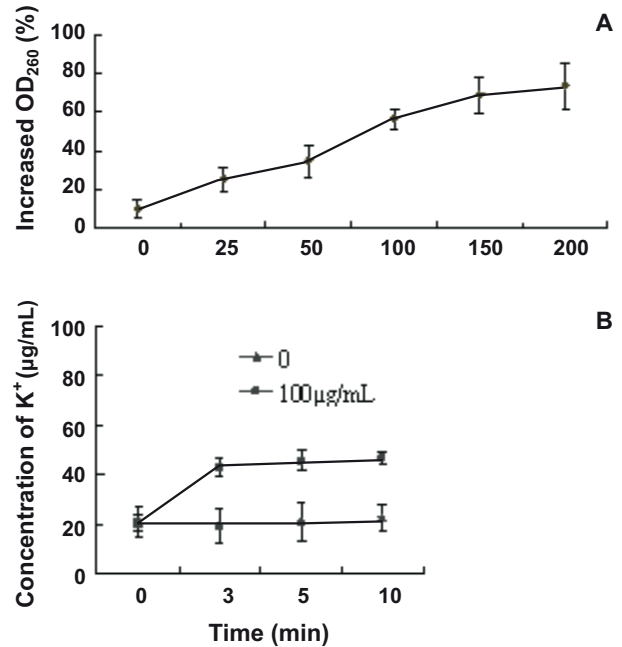 A
Increased OD260 (%)
100
80
60
40
20
0
0 25 50 100 150 200
B
Concentration of K+ (μg/mL)
100
80
60
40
20
0
0
100μg/mL
0 3 5 10
Time (min)